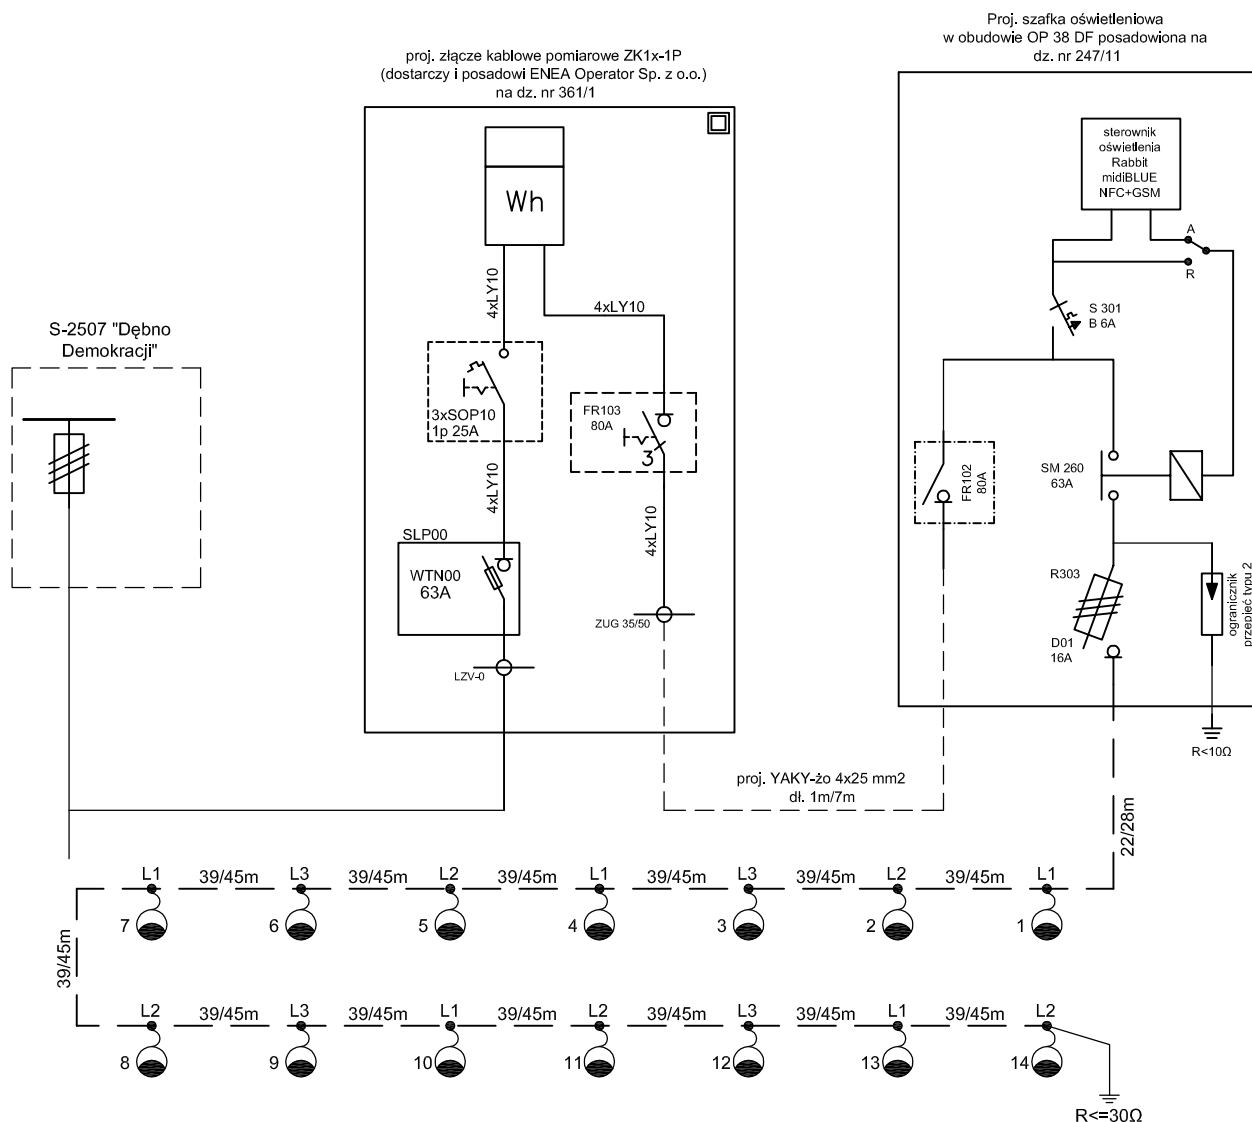 Proj. szafka oświetleniowa
w obudowie OP 38 DF posadowiona na
dz. nr 247/11
proj. złącze kablowe pomiarowe ZK1x-1P
(dostarczy i posadowi ENEA Operator Sp. z o.o.)
na dz. nr 361/1
sterownik
oświetlenia
Rabbit
midiBLUE
NFC+GSM
Wh
A
R
4xLY10
4xLY10
S 301
B 6A
S-2507 "Dębno
Demokracji"
3xSOP10
1p 25A
FR103
80A
3
4xLY10
4xLY10
FR102
80A
SM 260
63A
SLP00
WTN00
63A
R303
D01
16A
ogranicznik
przepięć typu 2
ZUG 35/50
LZV-0
R<10Ω
proj. YAKY-żo 4x25 mm2
dł. 1m/7m
22/28m
L1 39/45m L3 39/45m L2 39/45m L1 39/45m L3 39/45m L2 39/45m L1
7 6 5 4 3 2 1
39/45m
L2 39/45m L3 39/45m L1 39/45m L2 39/45m L3 39/45m L1 39/45m L2
8 9 10 11 12 13 14
R<=30Ω